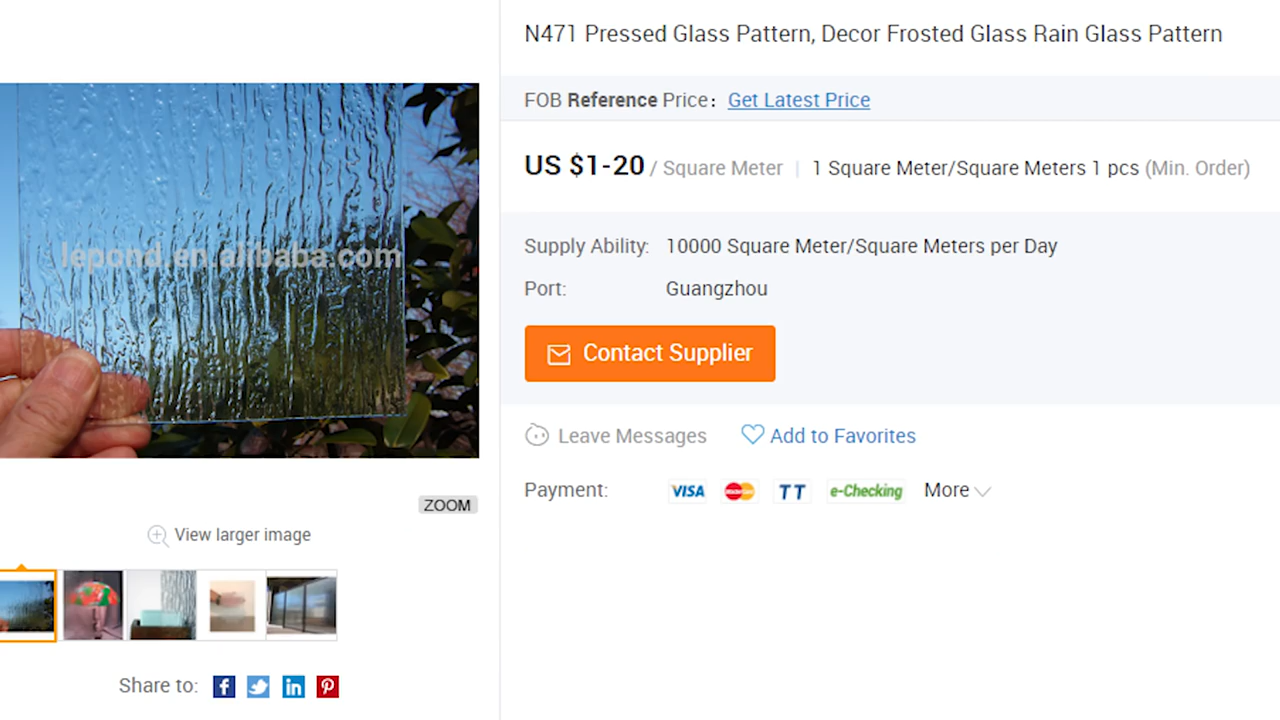 N471 Pressed Glass Pattern, Decor Frosted Glass Rain Glass Pattern
FOB Reference Price: Get Latest Price
US $1-20 / Square Meter | 1 Square Meter/Square Meters 1 pcs (Min. Order)
lepond.en.alibaba.com
Supply Ability: 10000 Square Meter/Square Meters per Day
Port: Guangzhou
Contact Supplier
Leave Messages Add to Favorites
Payment: VISA MasterCard TT e-Checking More
ZOOM
View larger image
Share to: